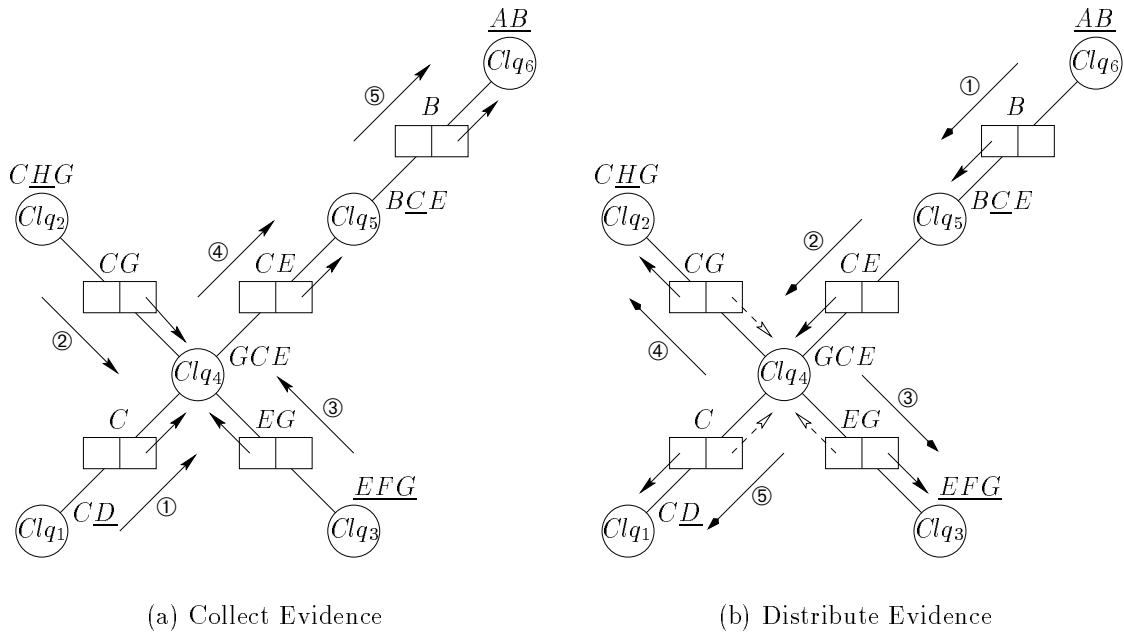 AB
Clq6
⑤
B
CHG
Clq2
Clq5
BCE
④
CG
CE
②
Clq4
GCE
③
C
EG
EFG
①
Clq1
CD
Clq3
(a) Collect Evidence
AB
Clq6
①
B
CHG
Clq2
Clq5
BCE
②
CG
CE
④
Clq4
GCE
③
C
EG
EFG
⑤
Clq1
CD
Clq3
(b) Distribute Evidence